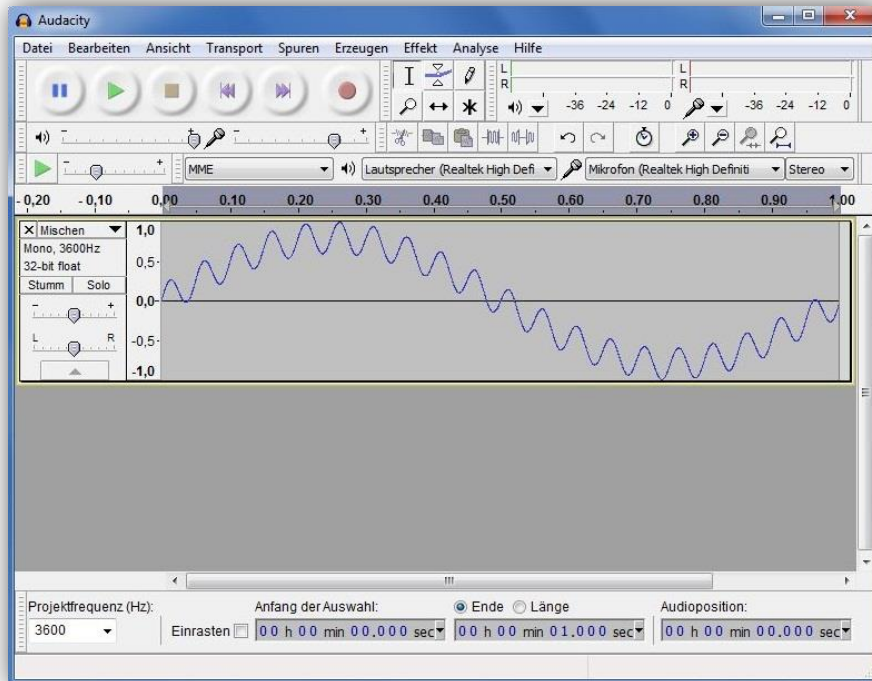 Audacity
Datei Bearbeiten Ansicht Transport Spuren Erzeugen Effekt Analyse Hilfe
L
R
-36 -24 -12 0
L
R
-36 -24 -12 0
- +
- +
- +
MME
Lautsprecher (Realtek High Defi
Mikrofon (Realtek High Definiti
Stereo
- 0,20 - 0,10 0,00 0,10 0,20 0,30 0,40 0,50 0,60 0,70 0,80 0,90 1,00
X Mischen
Mono, 3600Hz
32-bit float
Stumm Solo
- +
L R
1,0
0,5-
0,0-
-0,5-
-1,0
Projektfrequenz (Hz):
3600
Einrasten
Anfang der Auswahl:
00 h 00 min 00.000 sec
Ende Länge
00 h 00 min 01.000 sec
Audioposition:
00 h 00 min 00.000 sec